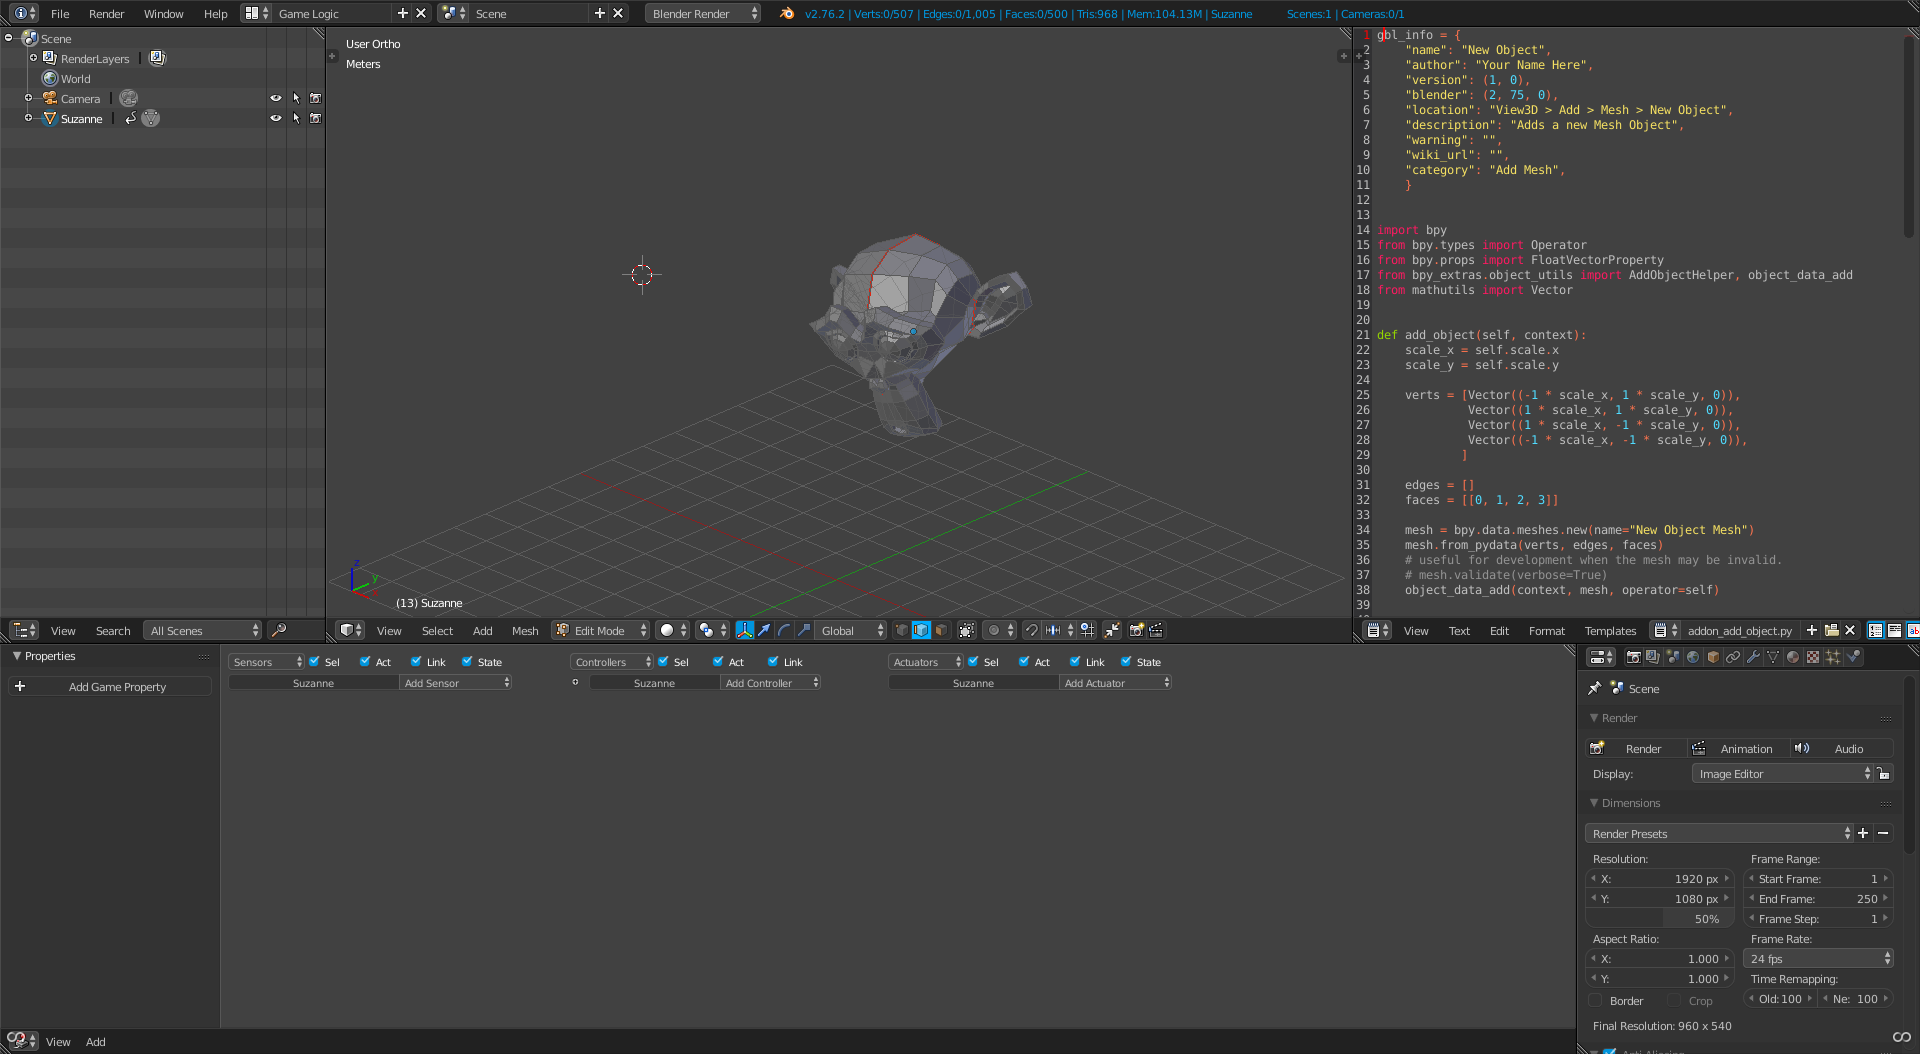 File Render Window Help Game Logic Scene Blender Render v2.76.2 | Verts:0/507 | Edges:0/1,005 | Faces:0/500 | Tris:968 | Mem:104.13M | Suzanne Scenes:1 | Cameras:0/1
Scene
RenderLayers |
World
Camera |
Suzanne |
View Search All Scenes
User Ortho
Meters
z
y
(13) Suzanne
View Select Add Mesh Edit Mode Global
1 gbl_info = {
2 "name": "New Object",
3 "author": "Your Name Here",
4 "version": (1, 0),
5 "blender": (2, 75, 0),
6 "location": "View3D > Add > Mesh > New Object",
7 "description": "Adds a new Mesh Object",
8 "warning": "",
9 "wiki_url": "",
10 "category": "Add Mesh",
11 }
12
13
14 import bpy
15 from bpy.types import Operator
16 from bpy.props import FloatVectorProperty
17 from bpy_extras.object_utils import AddObjectHelper, object_data_add
18 from mathutils import Vector
19
20
21 def add_object(self, context):
22 scale_x = self.scale.x
23 scale_y = self.scale.y
24
25 verts = [Vector((-1 * scale_x, 1 * scale_y, 0)),
26 Vector((1 * scale_x, 1 * scale_y, 0)),
27 Vector((1 * scale_x, -1 * scale_y, 0)),
28 Vector((-1 * scale_x, -1 * scale_y, 0)),
29 ]
30
31 edges = []
32 faces = [[0, 1, 2, 3]]
33
34 mesh = bpy.data.meshes.new(name="New Object Mesh")
35 mesh.from_pydata(verts, edges, faces)
36 # useful for development when the mesh may be invalid.
37 # mesh.validate(verbose=True)
38 object_data_add(context, mesh, operator=self)
39
View Text Edit Format Templates addon_add_object.py
Properties
Add Game Property
Sensors Sel Act Link State Controllers Sel Act Link Actuators Sel Act Link State
Suzanne Add Sensor Suzanne Add Controller Suzanne Add Actuator
View Add
Scene
Render
Render Animation Audio
Display: Image Editor
Dimensions
Render Presets
Resolution: Frame Range:
X: 1920 px Start Frame: 1
Y: 1080 px End Frame: 250
50% Frame Step: 1
Aspect Ratio: Frame Rate:
X: 1.000 24 fps
Y: 1.000 Time Remapping:
Border Crop Old: 100 Ne: 100
Final Resolution: 960 x 540